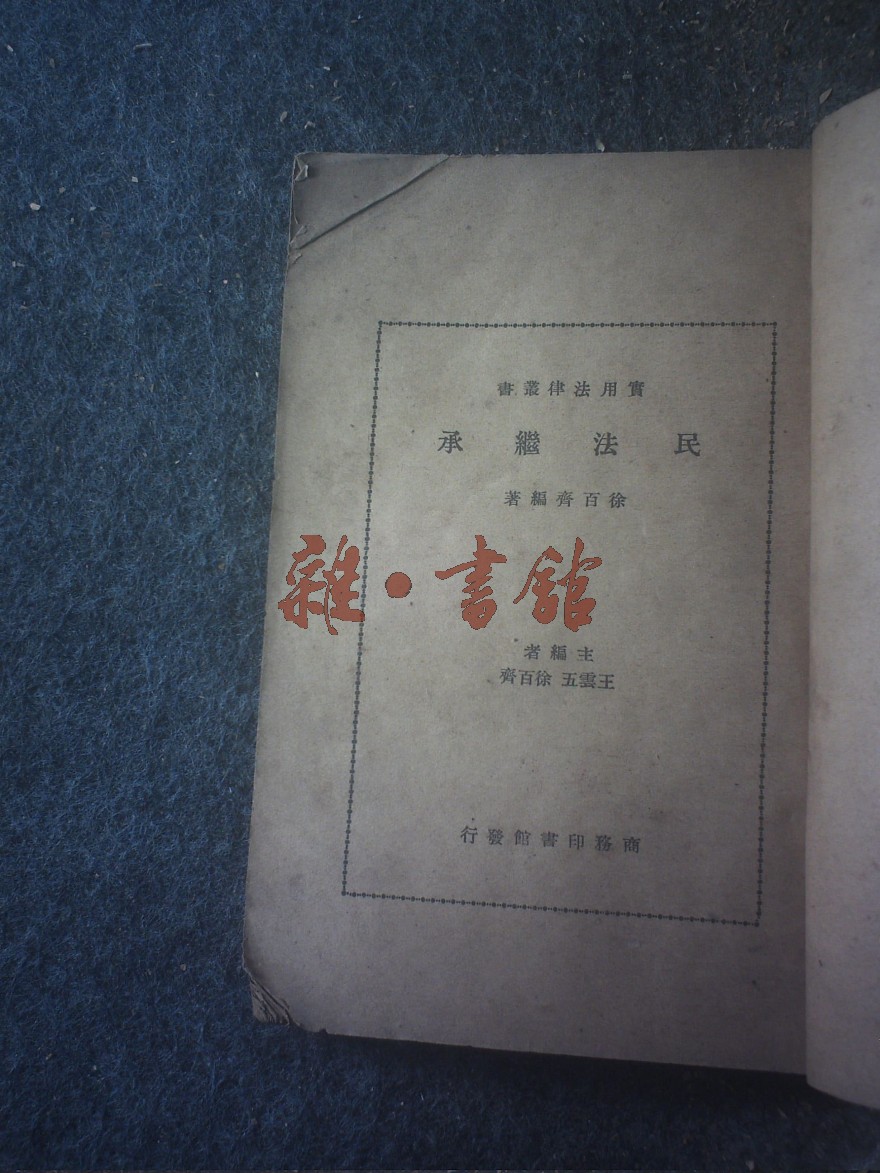 實用法律叢書
民法繼承
徐百齊編著
雜·書館
主編者
王雲五 徐百齊
商務印書館發行